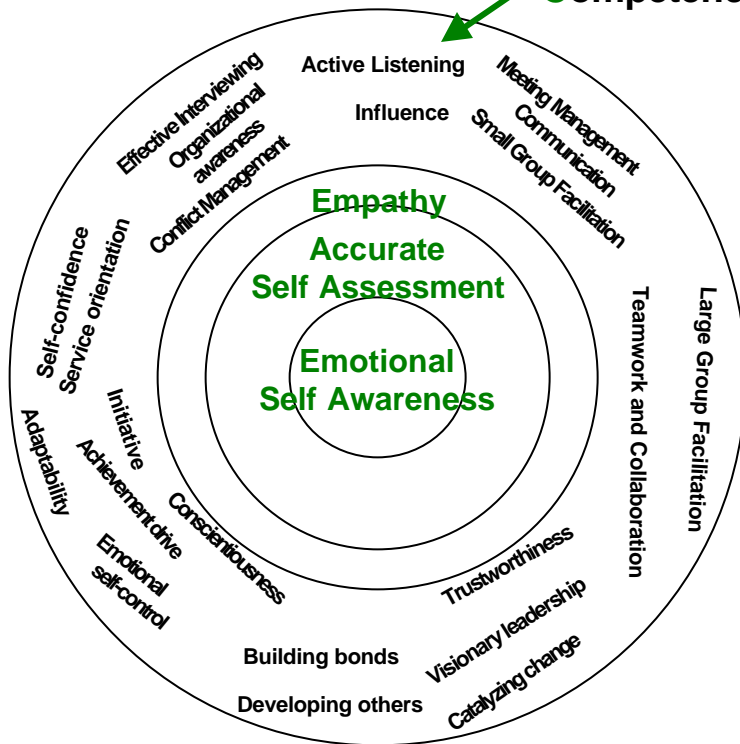 Active Listening
Influence
Meeting Management
Communication
Small Group Facilitation
Large Group Facilitation
Teamwork and Collaboration
Trustworthiness
Visionary leadership
Catalyzing change
Building bonds
Developing others
Conscientiousness
Emotional
self-control
Achievement drive
Initiative
Adaptability
Self-confidence
Service orientation
Effective Interviewing
Organizational
awareness
Conflict Management
Empathy
Accurate
Self Assessment
Emotional
Self Awareness